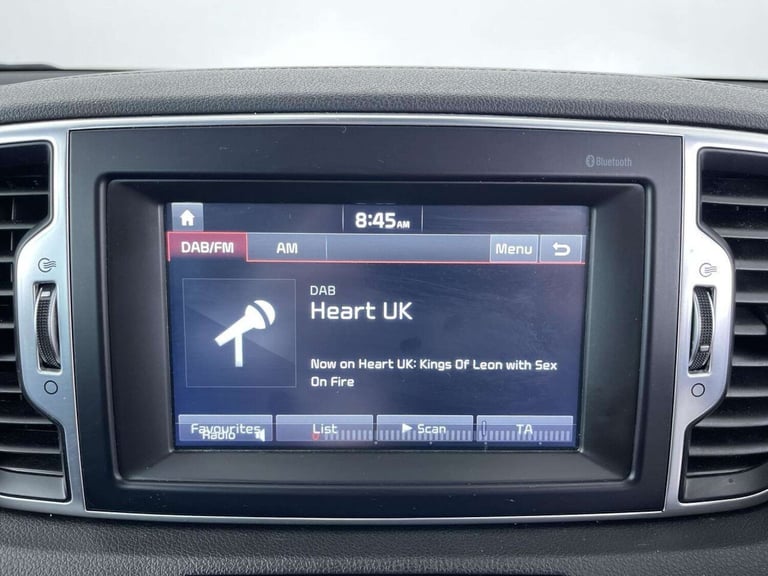 Bluetooth
8:45AM
DAB/FM AM Menu
DAB
Heart UK
Now on Heart UK: Kings Of Leon with Sex
On Fire
Favourites List Scan TA
Radio